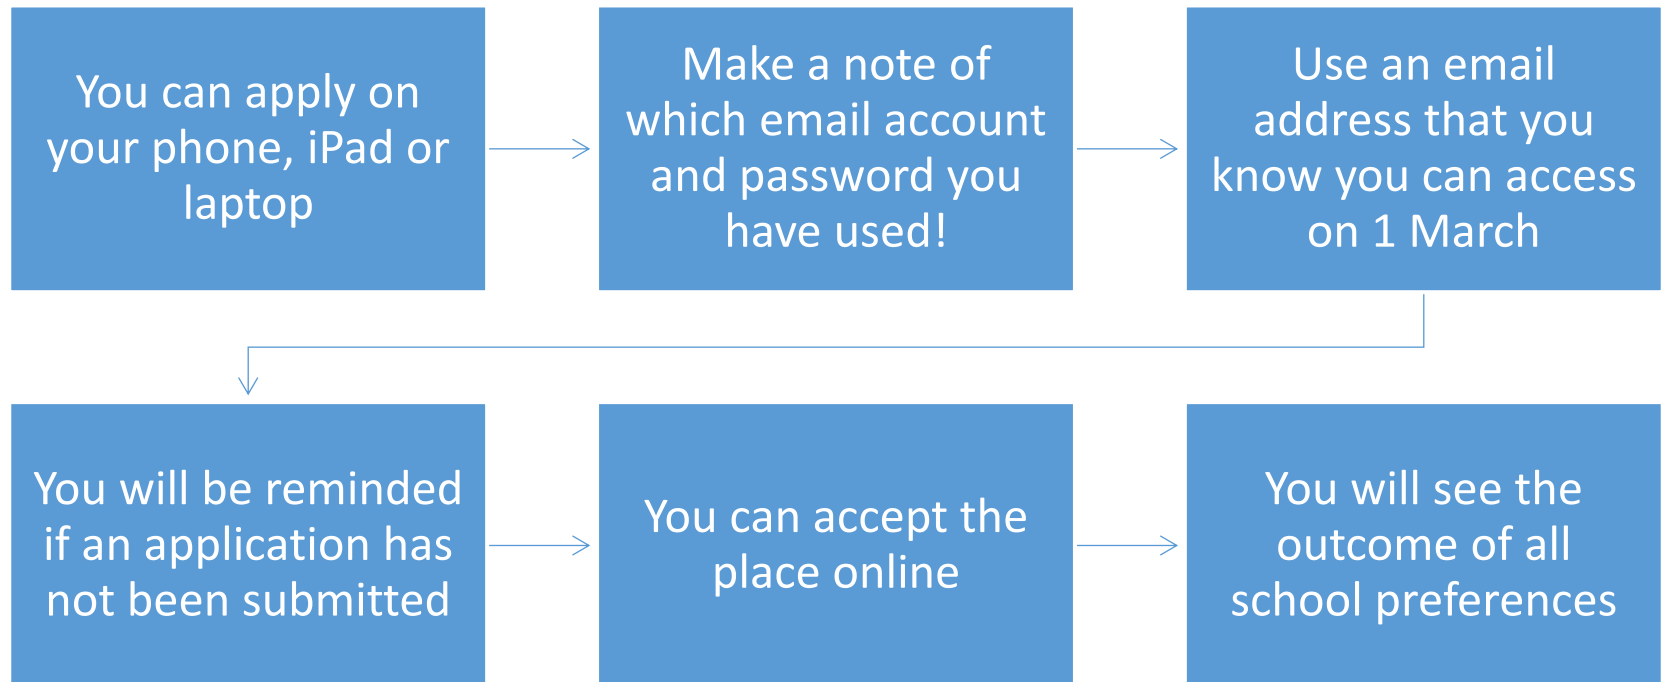 You can apply on
your phone, iPad or
laptop
Make a note of
which email account
and password you
have used!
Use an email
address that you
know you can access
on 1 March
You will be reminded
if an application has
not been submitted
You can accept the
place online
You will see the
outcome of all
school preferences